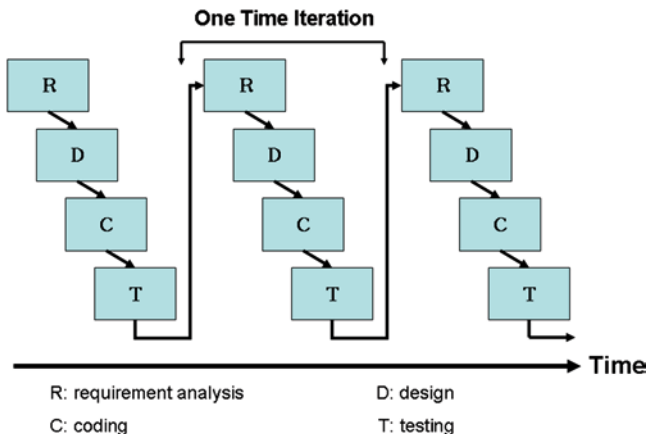 One Time Iteration
R R R
D D D
C C C
T T T
Time
R: requirement analysis D: design
C: coding T: testing